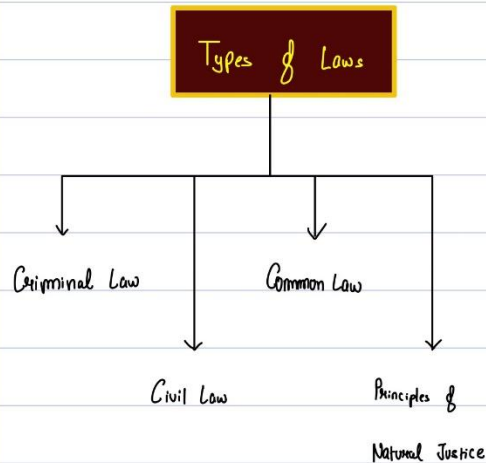 Types of Laws
Criminal Law
Common Law
Civil Law
Principles of
Natural Justice